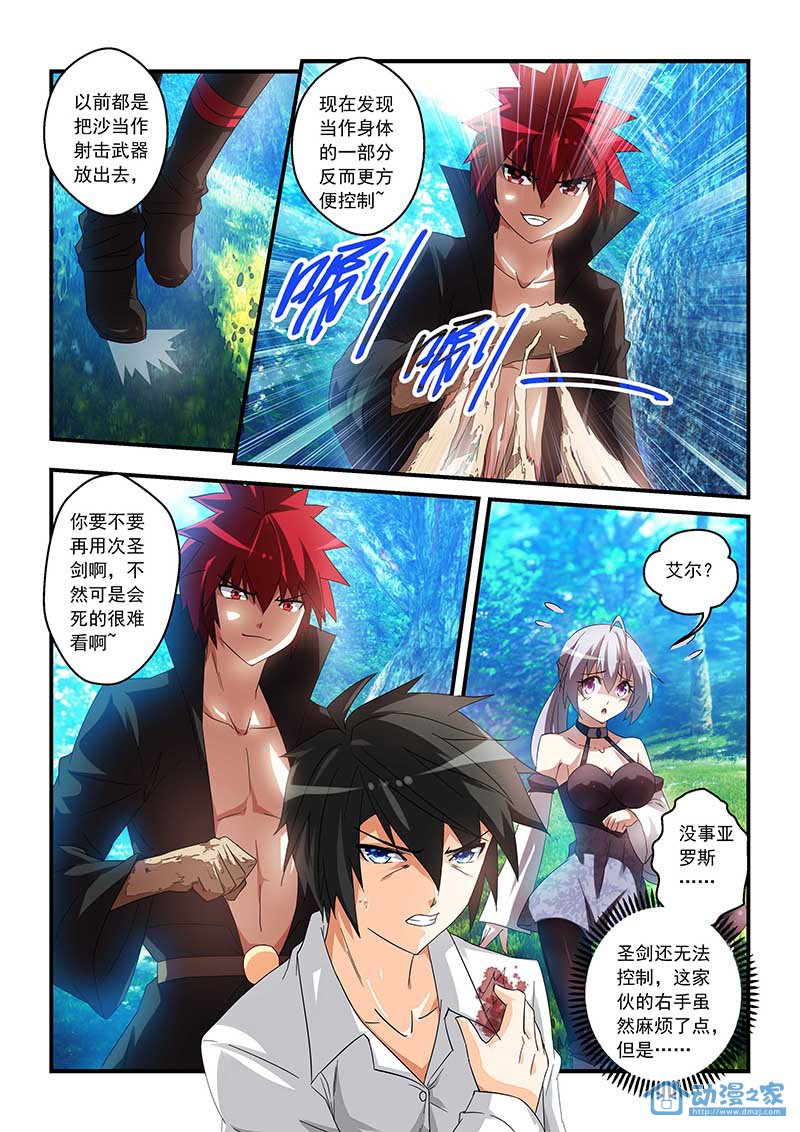 以前都是
把沙当作
射击武器
放出去，
现在发现
当作身体
的一部分
反而更方
便控制~
唰
唰
你要不要
再用次圣
剑啊，不
然可是会
死的很难
看啊~
艾尔？
没事亚
罗斯
……
圣剑还无法
控制，这家
伙的右手虽
然麻烦了点，
但是……
动漫之家
http://www.dmzj.com